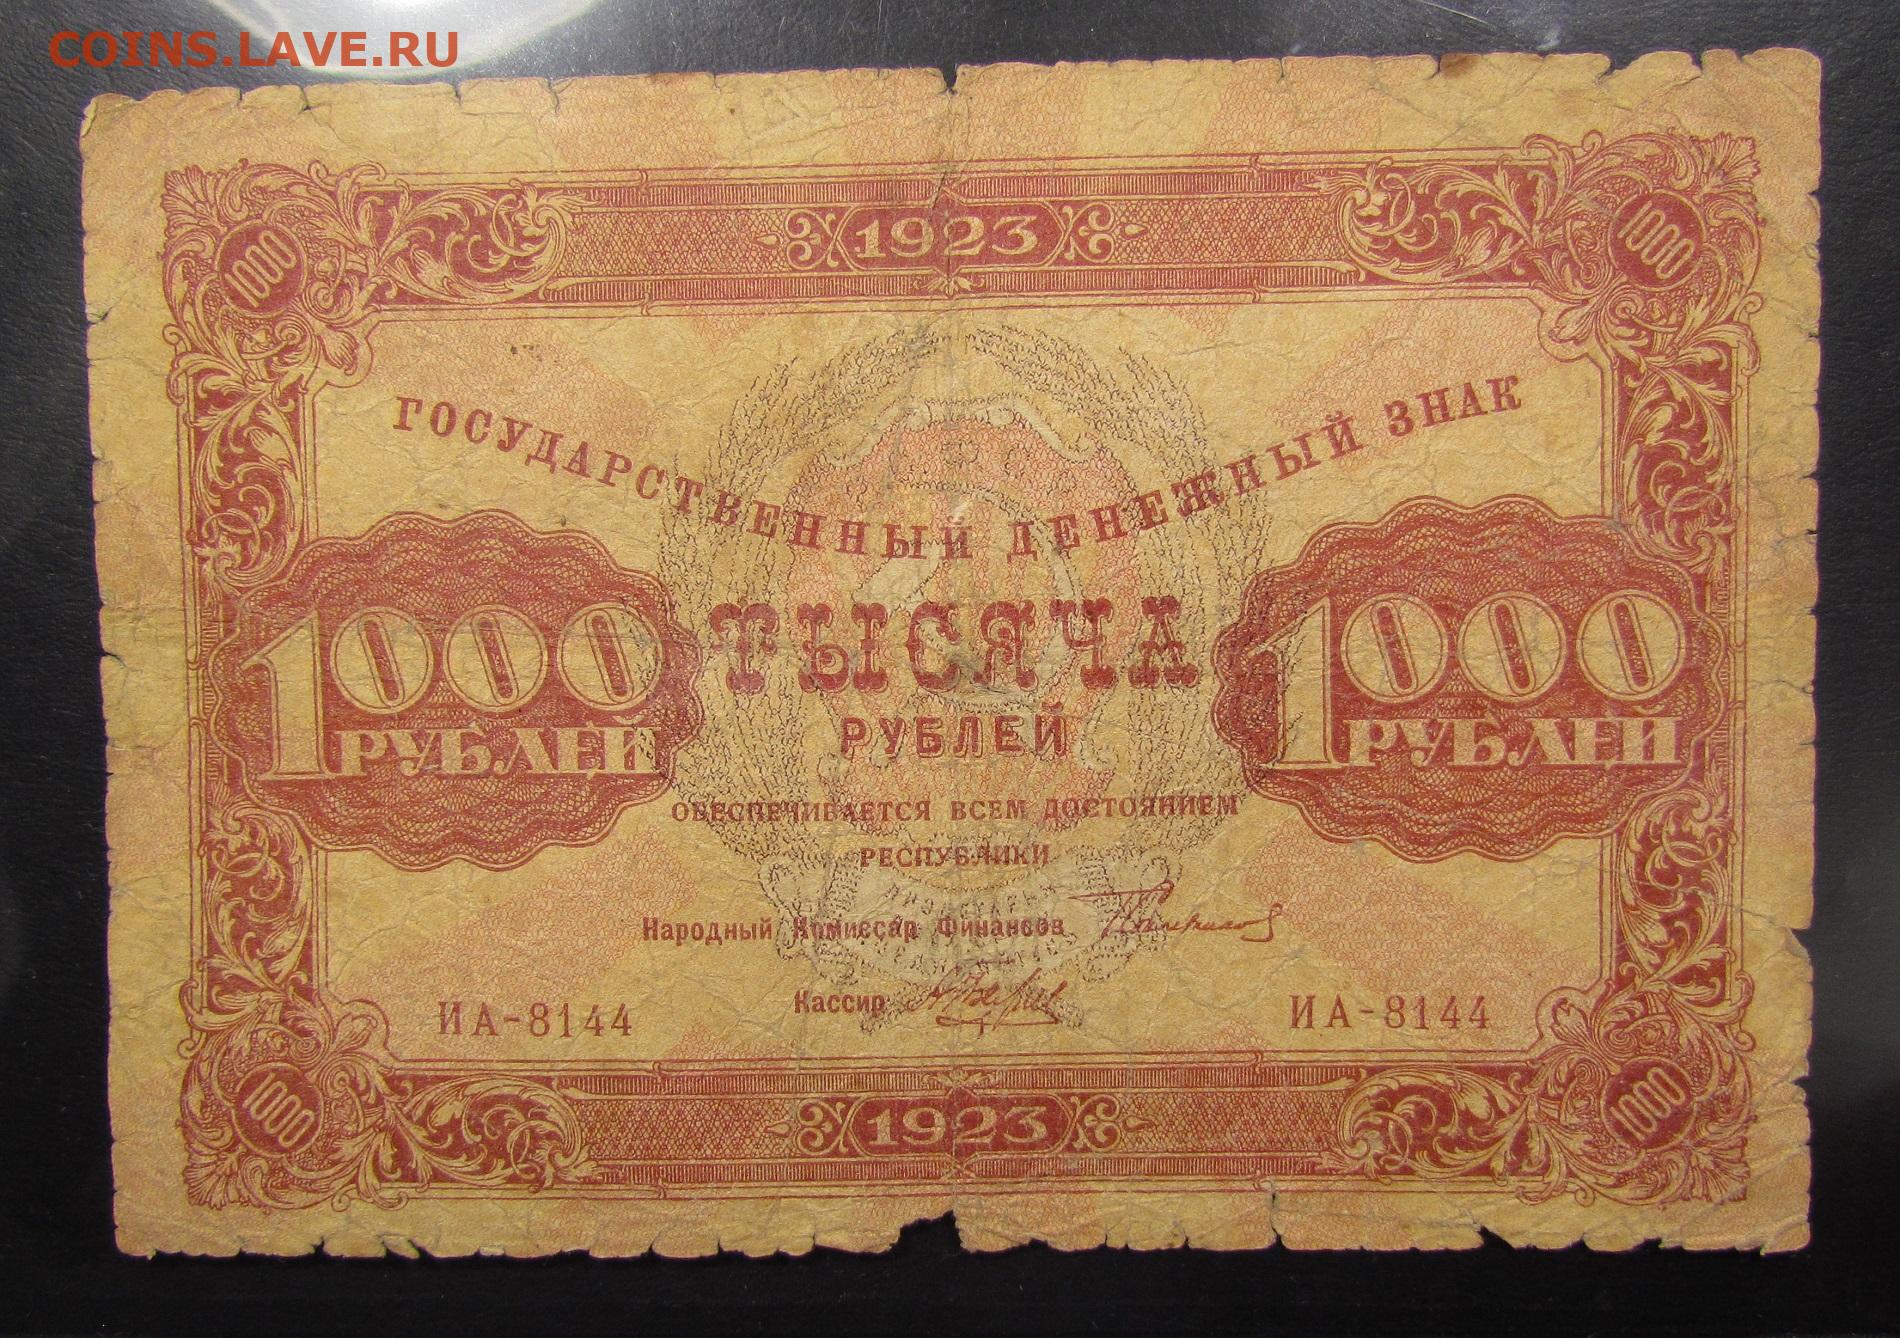 COINS.LAVE.RU
1923
1000 1000
ГОСУДАРСТВЕННЫЙ ДЕНЕЖНЫЙ ЗНАК
1000 РУБЛЕЙ
ТЫСЯЧА
РУБЛЕЙ
1000 РУБЛЕЙ
ОБЕСПЕЧИВАЕТСЯ ВСЕМ ДОСТОЯНИЕМ
РЕСПУБЛИКИ
Народный Комиссар Финансов
Кассир
ИА-8144 ИА-8144
1000 1000
1923